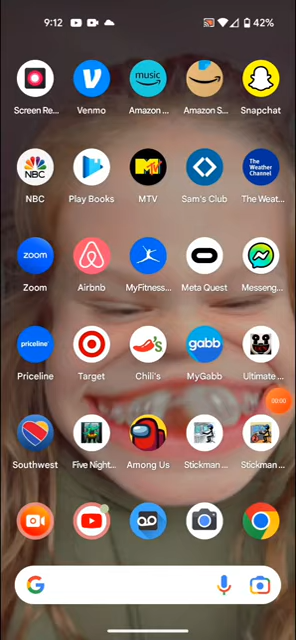 9:12
42%
Screen Re...
Venmo
music
Amazon ...
Amazon S...
Snapchat
NBC
Play Books
MTV
Sam's Club
The Weather Channel
The Weat...
zoom
Zoom
Airbnb
MyFitness...
Meta Quest
Messeng...
priceline
Priceline
Target
Chili's
gabb
MyGabb
Ultimate ...
00:00
Southwest
Five Night...
Among Us
Stickman ...
Stickman ...